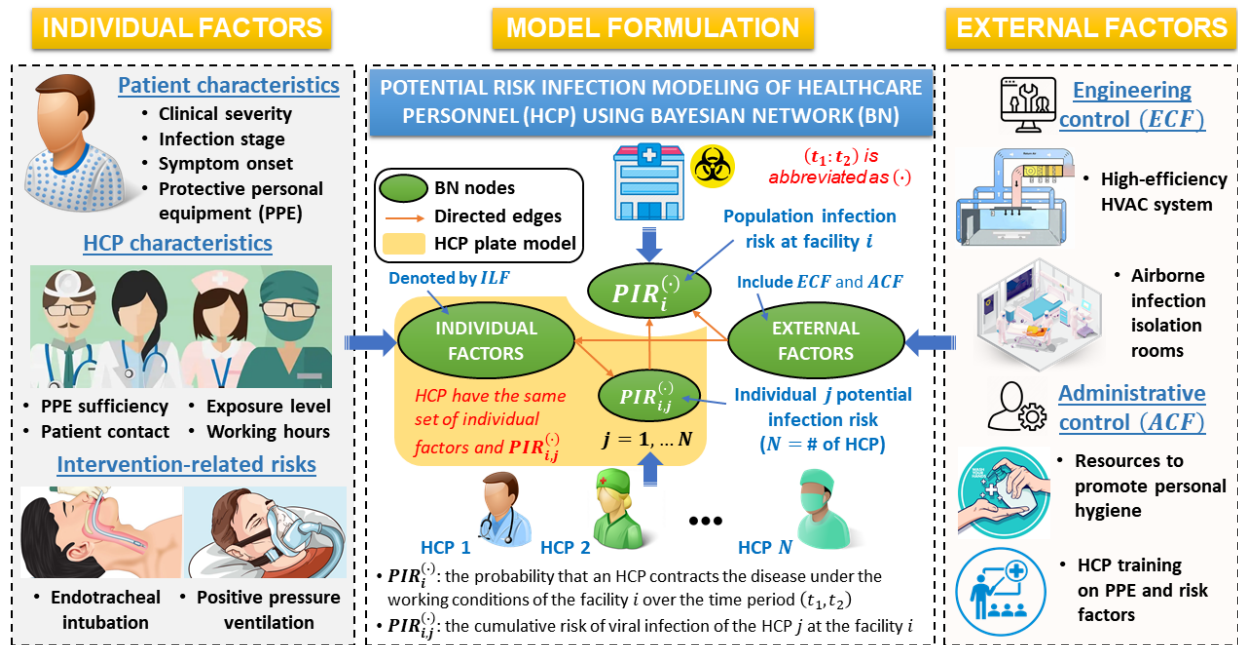 INDIVIDUAL FACTORS
Patient characteristics
• Clinical severity
• Infection stage
• Symptom onset
• Protective personal
equipment (PPE)
HCP characteristics
• PPE sufficiency
• Patient contact
• Exposure level
• Working hours
Intervention-related risks
• Endotracheal
intubation
• Positive pressure
ventilation
MODEL FORMULATION
POTENTIAL RISK INFECTION MODELING OF HEALTHCARE
PERSONNEL (HCP) USING BAYESIAN NETWORK (BN)
(t₁: t₂) is
abbreviated as (·)
BN nodes
Directed edges
HCP plate model
Population infection
risk at facility i
Denoted by ILF
PIR_i^(·)
Include ECF and ACF
INDIVIDUAL
FACTORS
EXTERNAL
FACTORS
HCP have the same
set of individual
factors and PIR_{i,j}^(·)
PIR_{i,j}^(·)
j = 1, … N
Individual j potential
infection risk
(N = # of HCP)
HCP 1
HCP 2
•••
HCP N
• PIR_i^(·): the probability that an HCP contracts the disease under the
working conditions of the facility i over the time period (t₁, t₂)
• PIR_{i,j}^(·): the cumulative risk of viral infection of the HCP j at the facility i
EXTERNAL FACTORS
Engineering
control (ECF)
• High-efficiency
HVAC system
• Airborne
infection
isolation
rooms
Administrative
control (ACF)
• Resources to
promote personal
hygiene
• HCP training
on PPE and risk
factors